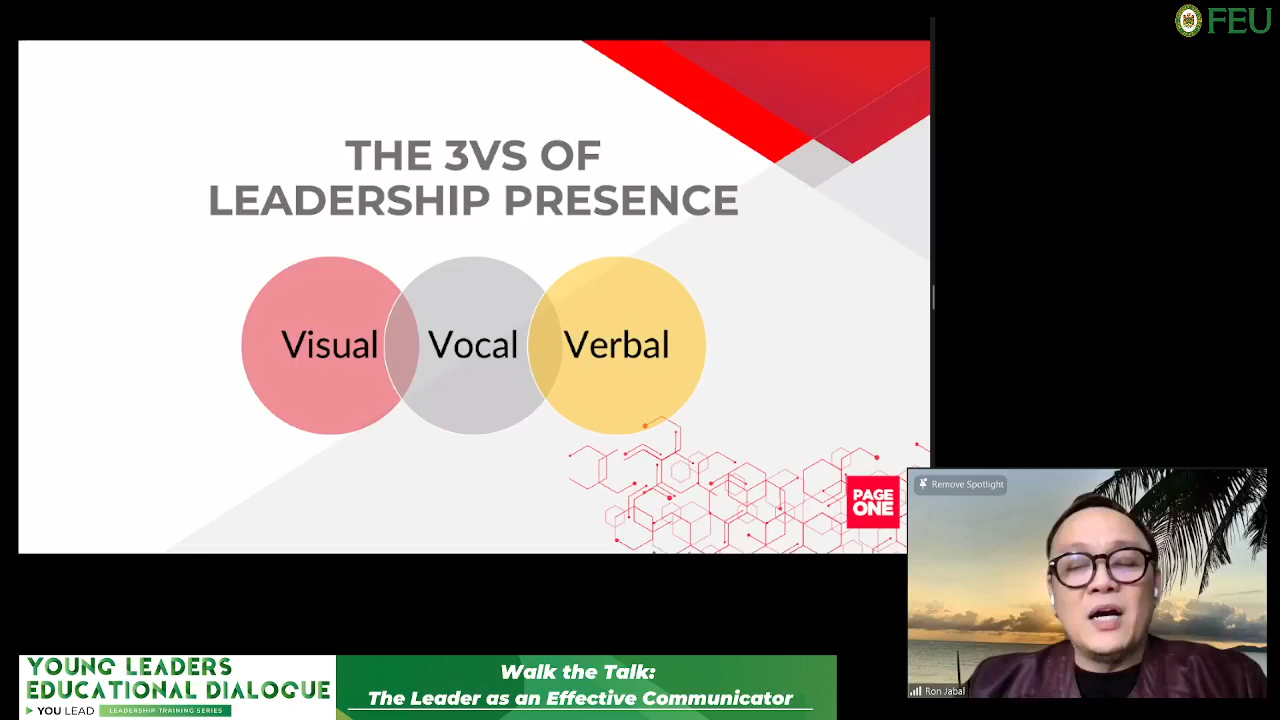 FEU
THE 3VS OF
LEADERSHIP PRESENCE
Visual
Vocal
Verbal
PAGE
ONE
Remove Spotlight
Ron Jabal
YOUNG LEADERS
EDUCATIONAL DIALOGUE
YOU LEAD
LEADERSHIP TRAINING SERIES
Walk the Talk:
The Leader as an Effective Communicator